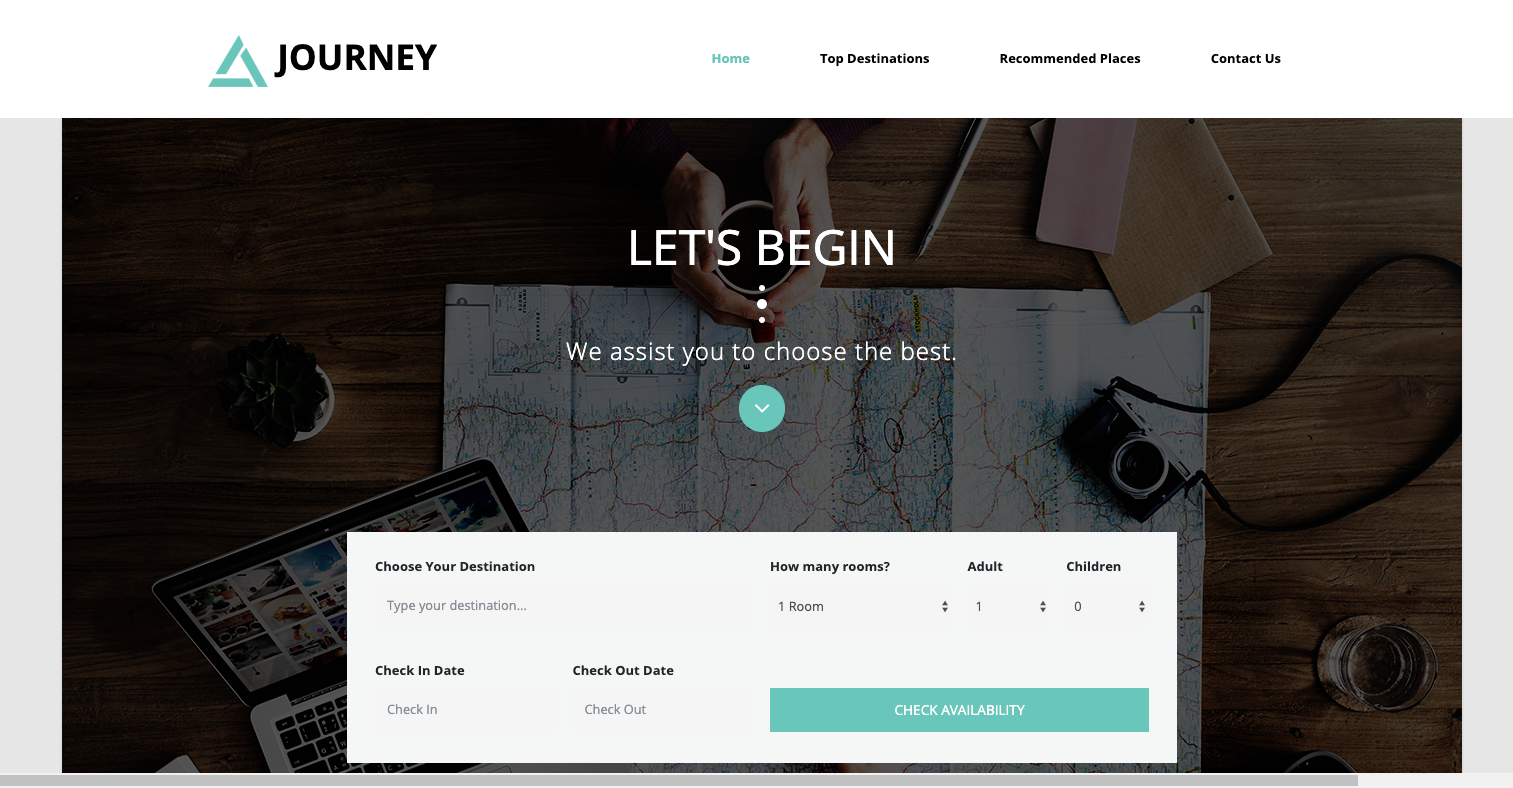 JOURNEY
Home
Top Destinations
Recommended Places
Contact Us
LET'S BEGIN
We assist you to choose the best.
Choose Your Destination
How many rooms?
Adult
Children
Type your destination...
1 Room
1
0
Check In Date
Check Out Date
Check In
Check Out
CHECK AVAILABILITY